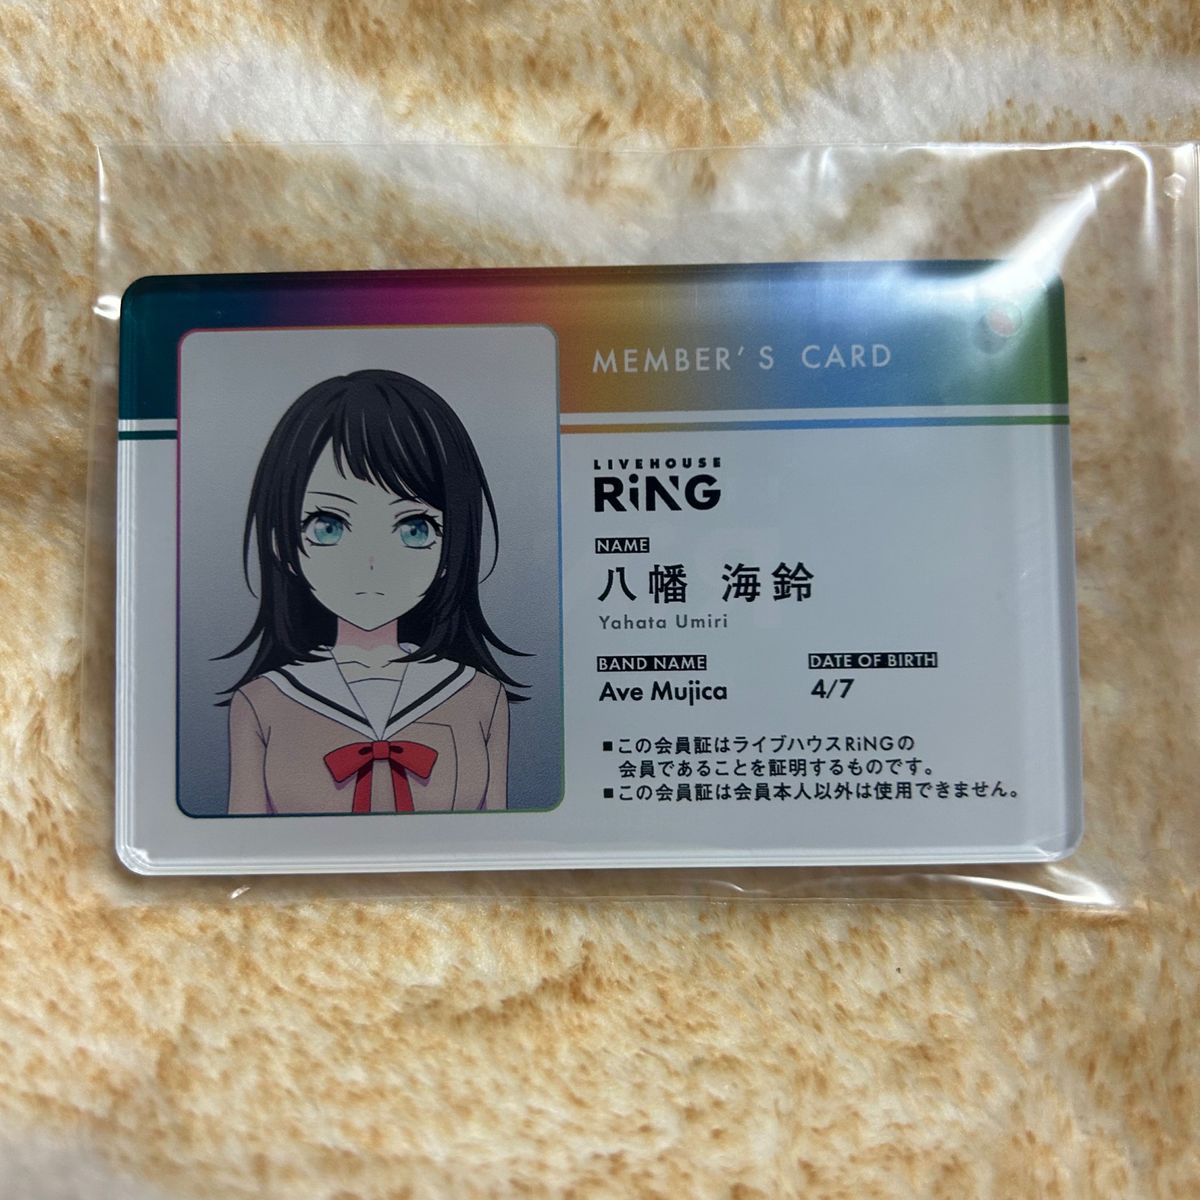 MEMBER'S CARD
LIVEHOUSE
RiNG
NAME
八幡 海鈴
Yahata Umiri
BAND NAME
Ave Mujica
DATE OF BIRTH
4/7
■この会員証はライブハウスRiNGの
会員であることを証明するものです。
■この会員証は会員本人以外は使用できません。